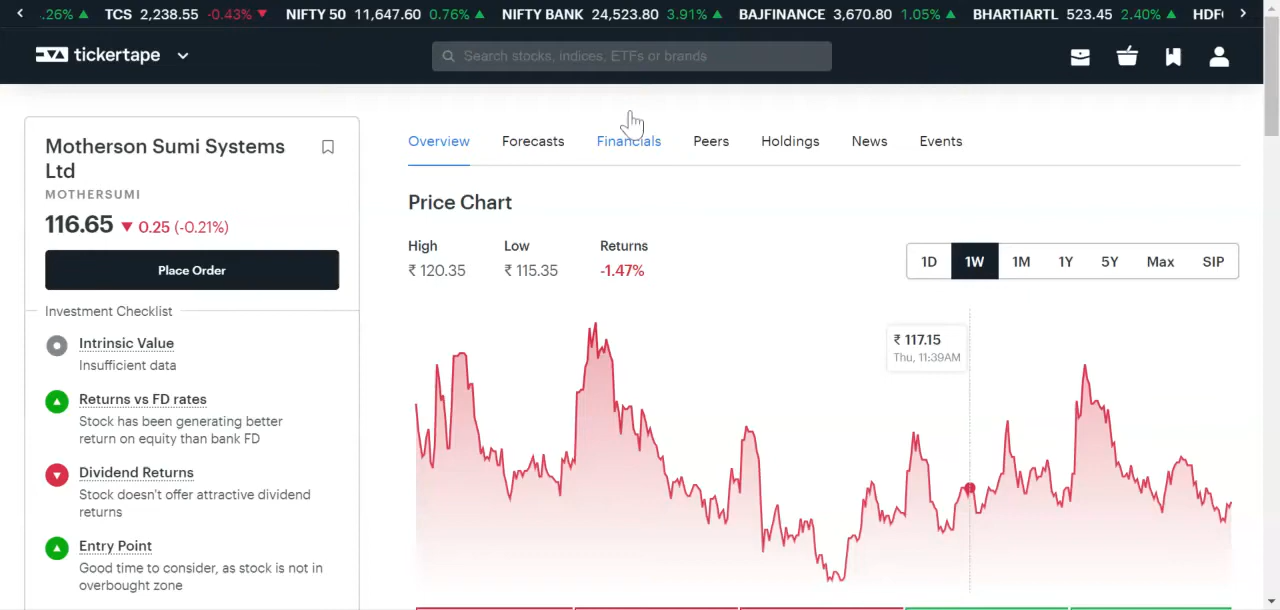 .26% ▲ TCS 2,238.55 -0.43% ▼ NIFTY 50 11,647.60 0.76% ▲ NIFTY BANK 24,523.80 3.91% ▲ BAJFINANCE 3,670.80 1.05% ▲ BHARTIARTL 523.45 2.40% ▲ HDF
tickertape
Search stocks, indices, ETFs or brands
Motherson Sumi Systems
Ltd
MOTHERSUMI
116.65 ▼ 0.25 (-0.21%)
Place Order
Investment Checklist
Intrinsic Value
Insufficient data
Returns vs FD rates
Stock has been generating better
return on equity than bank FD
Dividend Returns
Stock doesn't offer attractive dividend
returns
Entry Point
Good time to consider, as stock is not in
overbought zone
Overview Forecasts Financials Peers Holdings News Events
Price Chart
High Low Returns
₹ 120.35 ₹ 115.35 -1.47%
1D 1W 1M 1Y 5Y Max SIP
₹ 117.15
Thu, 11:39AM